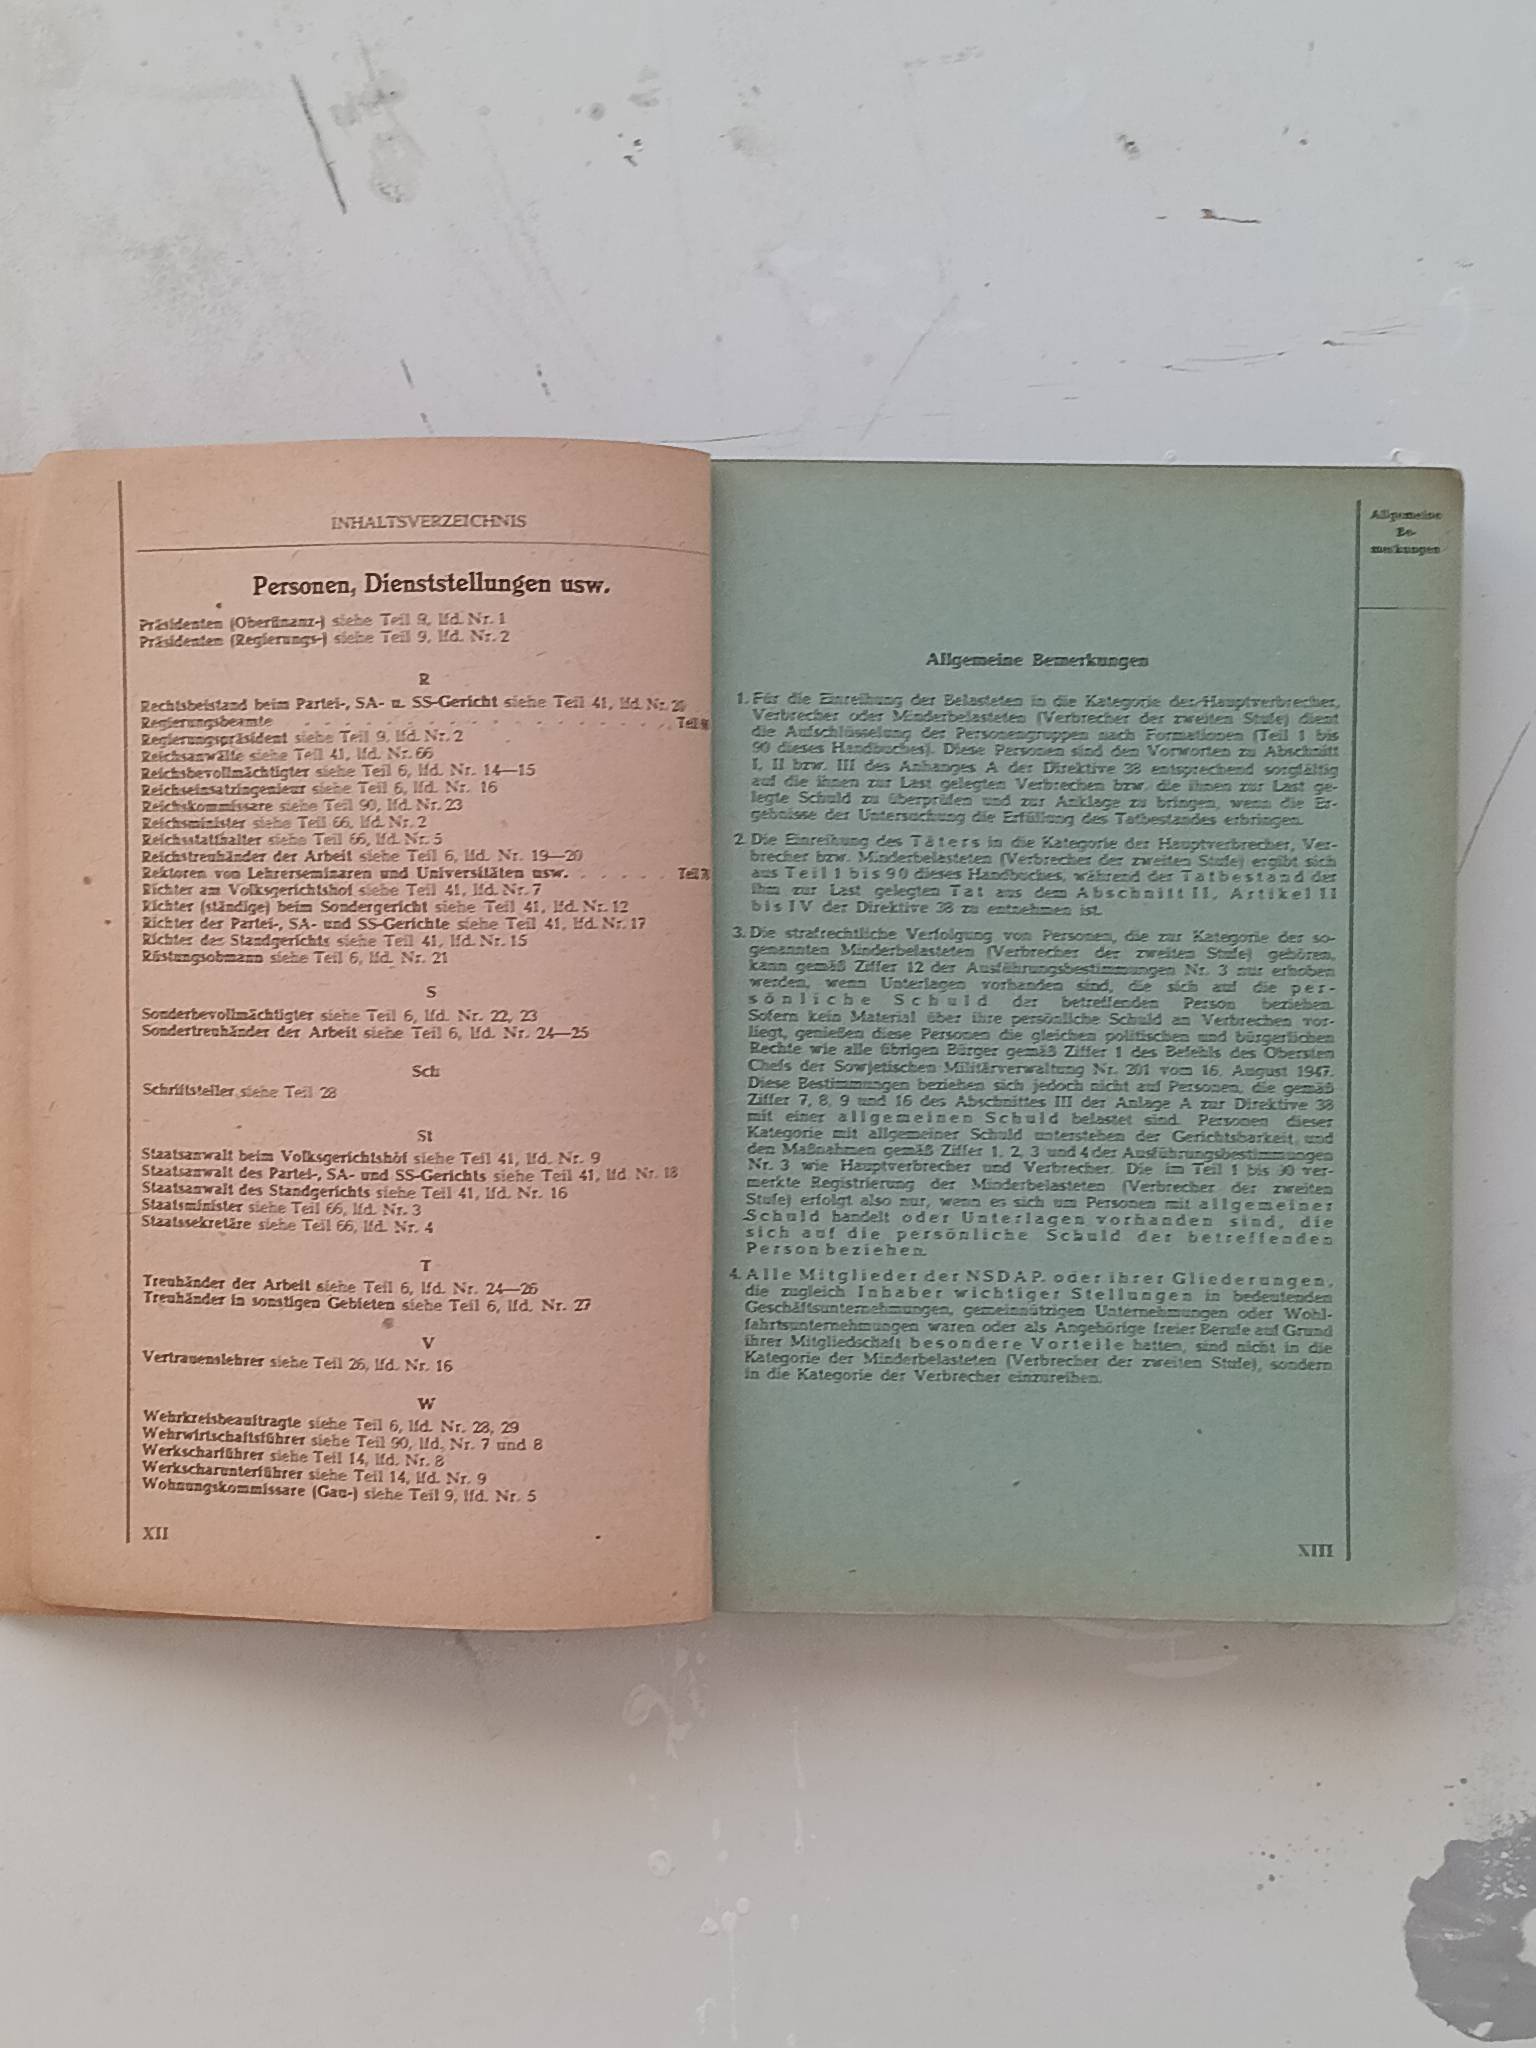 INHALTSVERZEICHNIS
Personen, Dienststellungen usw.
Präsidenten (Oberfinanz-) siehe Teil 9, lfd. Nr. 1
Präsidenten (Regierungs-) siehe Teil 9, lfd. Nr. 2
R
Rechtsbeistand beim Partei-, SA- u. SS-Gericht siehe Teil 41, lfd. Nr. 20
Regierungsbeamte . . . . . . . . . . . . . . . . . . Teil
Regierungspräsident siehe Teil 9, lfd. Nr. 2
Reichsanwälte siehe Teil 41, lfd. Nr. 66
Reichsbevollmächtigter siehe Teil 6, lfd. Nr. 14—15
Reichseinsatzingenieur siehe Teil 6, lfd. Nr. 16
Reichskommissare siehe Teil 90, lfd. Nr. 23
Reichsminister siehe Teil 66, lfd. Nr. 2
Reichsstatthalter siehe Teil 66, lfd. Nr. 5
Reichstreuhänder der Arbeit siehe Teil 6, lfd. Nr. 19—20
Rektoren von Lehrerseminaren und Universitäten usw. . . . . . Teil
Richter am Volksgerichtshof siehe Teil 41, lfd. Nr. 7
Richter (ständige) beim Sondergericht siehe Teil 41, lfd. Nr. 12
Richter der Partei-, SA- und SS-Gerichte siehe Teil 41, lfd. Nr. 17
Richter des Standgerichts siehe Teil 41, lfd. Nr. 15
Rüstungsobmann siehe Teil 6, lfd. Nr. 21
S
Sonderbevollmächtigter siehe Teil 6, lfd. Nr. 22, 23
Sondertreuhänder der Arbeit siehe Teil 6, lfd. Nr. 24—25
Sch
Schriftsteller siehe Teil 28
St
Staatsanwalt beim Volksgerichtshof siehe Teil 41, lfd. Nr. 9
Staatsanwalt des Partei-, SA- und SS-Gerichts siehe Teil 41, lfd. Nr. 18
Staatsanwalt des Standgerichts siehe Teil 41, lfd. Nr. 16
Staatsminister siehe Teil 66, lfd. Nr. 3
Staatssekretäre siehe Teil 66, lfd. Nr. 4
T
Treuhänder der Arbeit siehe Teil 6, lfd. Nr. 24—26
Treuhänder in sonstigen Gebieten siehe Teil 6, lfd. Nr. 27
V
Vertrauenslehrer siehe Teil 26, lfd. Nr. 16
W
Wehrkreisbeauftragte siehe Teil 6, lfd. Nr. 28, 29
Wehrwirtschaftsführer siehe Teil 90, lfd. Nr. 7 und 8
Werkscharführer siehe Teil 14, lfd. Nr. 8
Werkscharunterführer siehe Teil 14, lfd. Nr. 9
Wohnungskommissare (Gau-) siehe Teil 9, lfd. Nr. 5
XII
Allgemeine
Be-
merkungen
Allgemeine Bemerkungen
1. Für die Einreihung der Belasteten in die Kategorie der Hauptverbrecher,
Verbrecher oder Minderbelasteten (Verbrecher der zweiten Stufe) dient
die Aufschlüsselung der Personengruppen nach Formationen (Teil 1 bis
90 dieses Handbuches). Diese Personen sind den Vorworten zu Abschnitt
I, II bzw. III des Anhanges A der Direktive 38 entsprechend sorgfältig
auf die ihnen zur Last gelegten Verbrechen bzw. die ihnen zur Last ge-
legte Schuld zu überprüfen und zur Anklage zu bringen, wenn die Er-
gebnisse der Untersuchung die Erfüllung des Tatbestandes erbringen.
2. Die Einreihung des Täters in die Kategorie der Hauptverbrecher, Ver-
brecher bzw. Minderbelasteten (Verbrecher der zweiten Stufe) ergibt sich
aus Teil 1 bis 90 dieses Handbuches, während der Tatbestand der
ihm zur Last gelegten Tat aus dem Abschnitt II, Artikel II
bis IV der Direktive 38 zu entnehmen ist.
3. Die strafrechtliche Verfolgung von Personen, die zur Kategorie der so-
genannten Minderbelasteten (Verbrecher der zweiten Stufe) gehören,
kann gemäß Ziffer 12 der Ausführungsbestimmungen Nr. 3 nur erhoben
werden, wenn Unterlagen vorhanden sind, die sich auf die per-
sönliche Schuld der betreffenden Person beziehen.
Sofern kein Material über ihre persönliche Schuld an Verbrechen vor-
liegt, genießen diese Personen die gleichen politischen und bürgerlichen
Rechte wie alle übrigen Bürger gemäß Ziffer 1 des Befehls des Obersten
Chefs der Sowjetischen Militärverwaltung Nr. 201 vom 16. August 1947.
Diese Bestimmungen beziehen sich jedoch nicht auf Personen, die gemäß
Ziffer 7, 8, 9 und 16 des Abschnittes III der Anlage A zur Direktive 38
mit einer allgemeinen Schuld belastet sind. Personen dieser
Kategorie mit allgemeiner Schuld unterstehen der Gerichtsbarkeit und
den Maßnahmen gemäß Ziffer 1, 2, 3 und 4 der Ausführungsbestimmungen
Nr. 3 wie Hauptverbrecher und Verbrecher. Die im Teil 1 bis 90 ver-
merkte Registrierung der Minderbelasteten (Verbrecher der zweiten
Stufe) erfolgt also nur, wenn es sich um Personen mit allgemeiner
Schuld handelt oder Unterlagen vorhanden sind, die
sich auf die persönliche Schuld der betreffenden
Person beziehen.
4. Alle Mitglieder der NSDAP. oder ihrer Gliederungen,
die zugleich Inhaber wichtiger Stellungen in bedeutenden
Geschäftsunternehmungen, gemeinnützigen Unternehmungen oder Wohl-
fahrtsunternehmungen waren oder als Angehörige freier Berufe auf Grund
ihrer Mitgliedschaft besondere Vorteile hatten, sind nicht in die
Kategorie der Minderbelasteten (Verbrecher der zweiten Stufe), sondern
in die Kategorie der Verbrecher einzureihen.
XIII